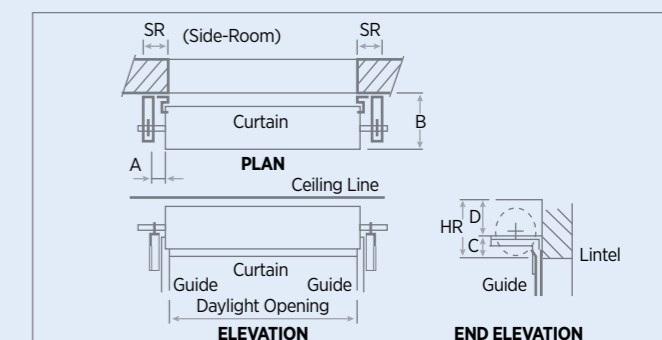 SR
(Side-Room)
SR
Curtain
B
A
PLAN
Ceiling Line
D
HR
C
Lintel
Curtain
Guide
Guide
Guide
Daylight Opening
ELEVATION
END ELEVATION